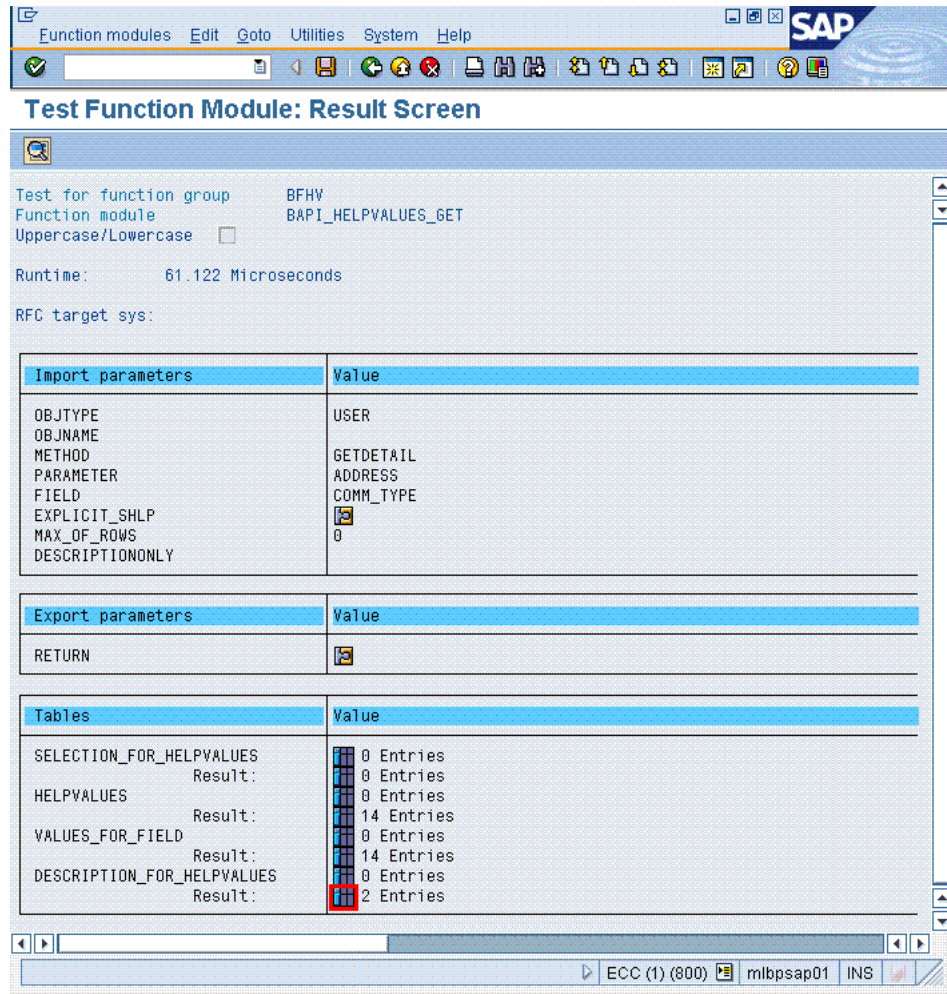 Function modules Edit Goto Utilities System Help
SAP
Test Function Module: Result Screen
Test for function group BFHV
Function module BAPI_HELPVALUES_GET
Uppercase/Lowercase
Runtime: 61.122 Microseconds
RFC target sys:
Import parameters Value
OBJTYPE USER
OBJNAME
METHOD GETDETAIL
PARAMETER ADDRESS
FIELD COMM_TYPE
EXPLICIT_SHLP
MAX_OF_ROWS 0
DESCRIPTIONONLY
Export parameters Value
RETURN
Tables Value
SELECTION_FOR_HELPVALUES 0 Entries
Result: 0 Entries
HELPVALUES 0 Entries
Result: 14 Entries
VALUES_FOR_FIELD 0 Entries
Result: 14 Entries
DESCRIPTION_FOR_HELPVALUES 0 Entries
Result: 2 Entries
ECC (1) (800) mlbpsap01 INS